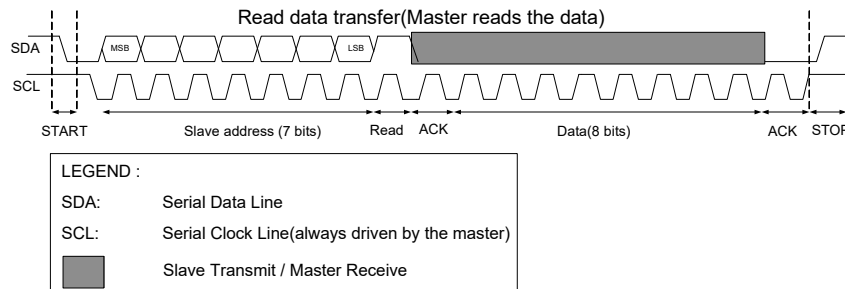 Read data transfer(Master reads the data)
SDA
MSB
LSB
SCL
START
Slave address (7 bits)
Read
ACK
Data(8 bits)
ACK
STOP
LEGEND :
SDA: Serial Data Line
SCL: Serial Clock Line(always driven by the master)
Slave Transmit / Master Receive